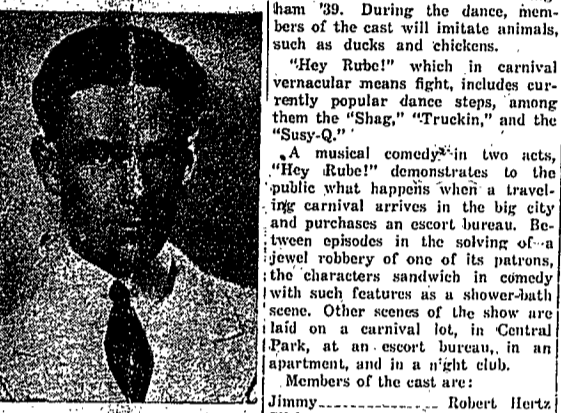 ham '39. During the dance, mem-
bers of the cast will imitate animals,
such as ducks and chickens.
"Hey Rube!" which in carnival
vernacular means fight, includes cur-
rently popular dance steps, among
them the "Shag," "Truckin," and the
"Susy-Q."
A musical comedy in two acts,
"Hey Rube!" demonstrates to the
public what happens when a travel-
ing carnival arrives in the big city
and purchases an escort bureau. Be-
tween episodes in the solving of a
jewel robbery of one of its patrons,
the characters sandwich in comedy
with such features as a shower-bath
scene. Other scenes of the show are
laid on a carnival lot, in Central
Park, at an escort bureau, in an
apartment, and in a night club.
Members of the cast are:
Jimmy---------------- Robert Hertz